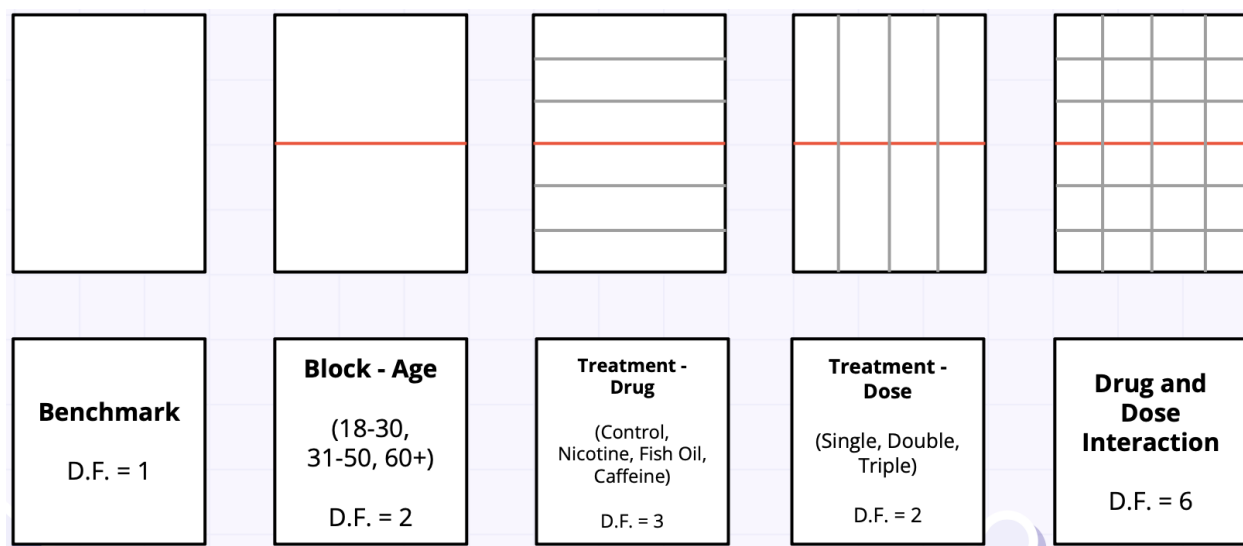 Benchmark
D.F. = 1
Block - Age
(18-30,
31-50, 60+)
D.F. = 2
Treatment -
Drug
(Control,
Nicotine, Fish Oil,
Caffeine)
D.F. = 3
Treatment -
Dose
(Single, Double,
Triple)
D.F. = 2
Drug and
Dose
Interaction
D.F. = 6